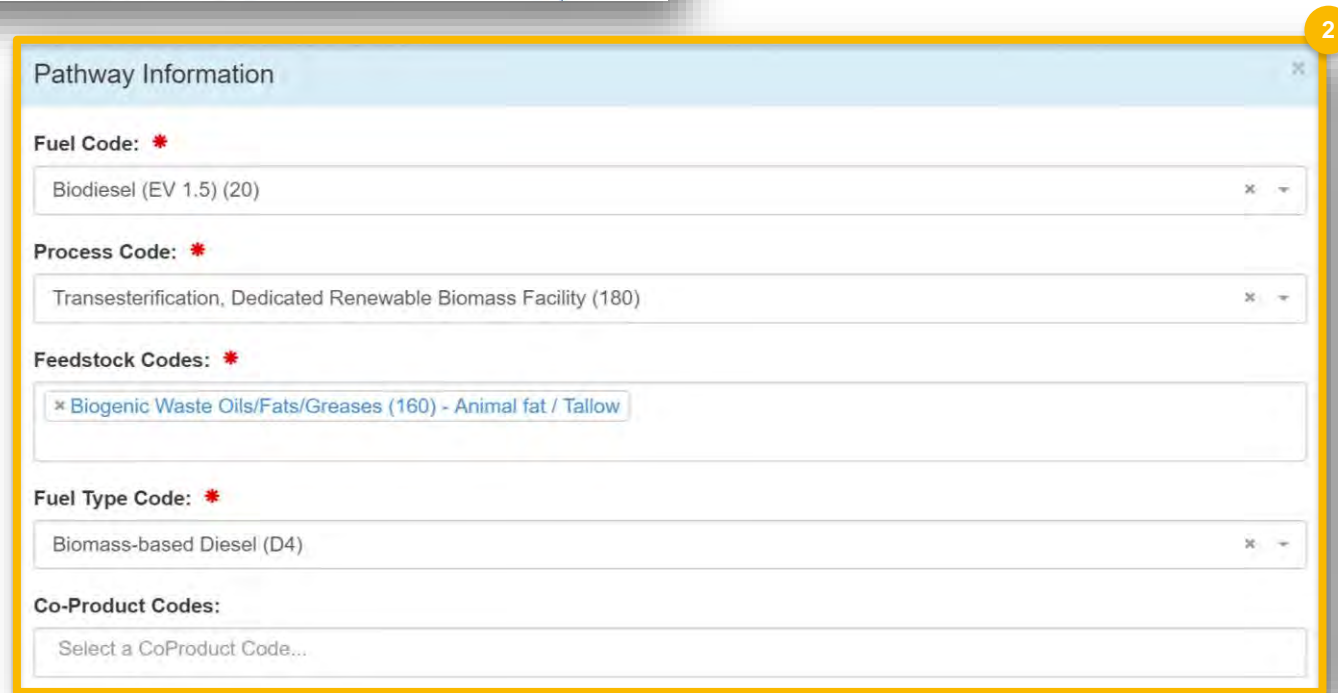 2
Pathway Information
Fuel Code: *
Biodiesel (EV 1.5) (20)
Process Code: *
Transesterification, Dedicated Renewable Biomass Facility (180)
Feedstock Codes: *
× Biogenic Waste Oils/Fats/Greases (160) - Animal fat / Tallow
Fuel Type Code: *
Biomass-based Diesel (D4)
Co-Product Codes:
Select a CoProduct Code...